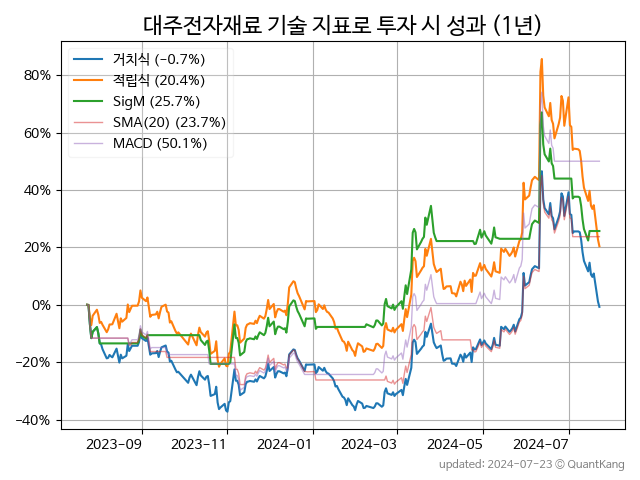 대주전자재료 기술 지표로 투자 시 성과 (1년)
거치식 (-0.7%)
적립식 (20.4%)
SigM (25.7%)
SMA(20) (23.7%)
MACD (50.1%)
80%
60%
40%
20%
0%
−20%
−40%
2023-09
2023-11
2024-01
2024-03
2024-05
2024-07
updated: 2024-07-23 © QuantKang